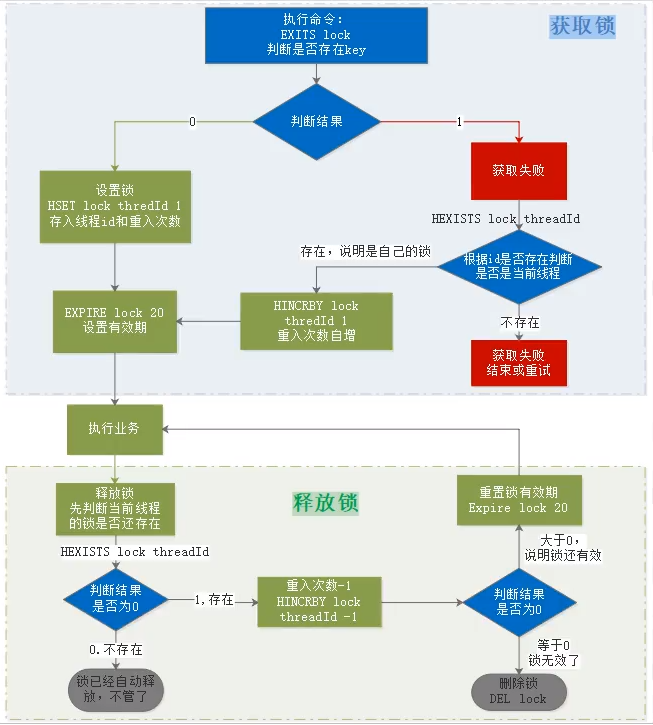 执行命令：
EXITS lock
判断是否存在key
获取锁
判断结果
0
1
设置锁
HSET lock thredId 1
存入线程id和重入次数
获取失败
HEXISTS lock threadId
存在，说明是自己的锁
根据id是否存在判断
是否是当前线程
EXPIRE lock 20
设置有效期
HINCRBY lock
thredId 1
重入次数自增
不存在
获取失败
结束或重试
执行业务
释放锁
释放锁
先判断当前线程
的锁是否还存在
重置锁有效期
Expire lock 20
HEXISTS lock threadId
大于0，
说明锁还有效
判断结果
是否为0
1,存在
重入次数-1
HINCRBY lock
threadId -1
判断结果
是否为0
0.不存在
等于0
锁无效了
锁已经自动释
放，不管了
删除锁
DEL lock